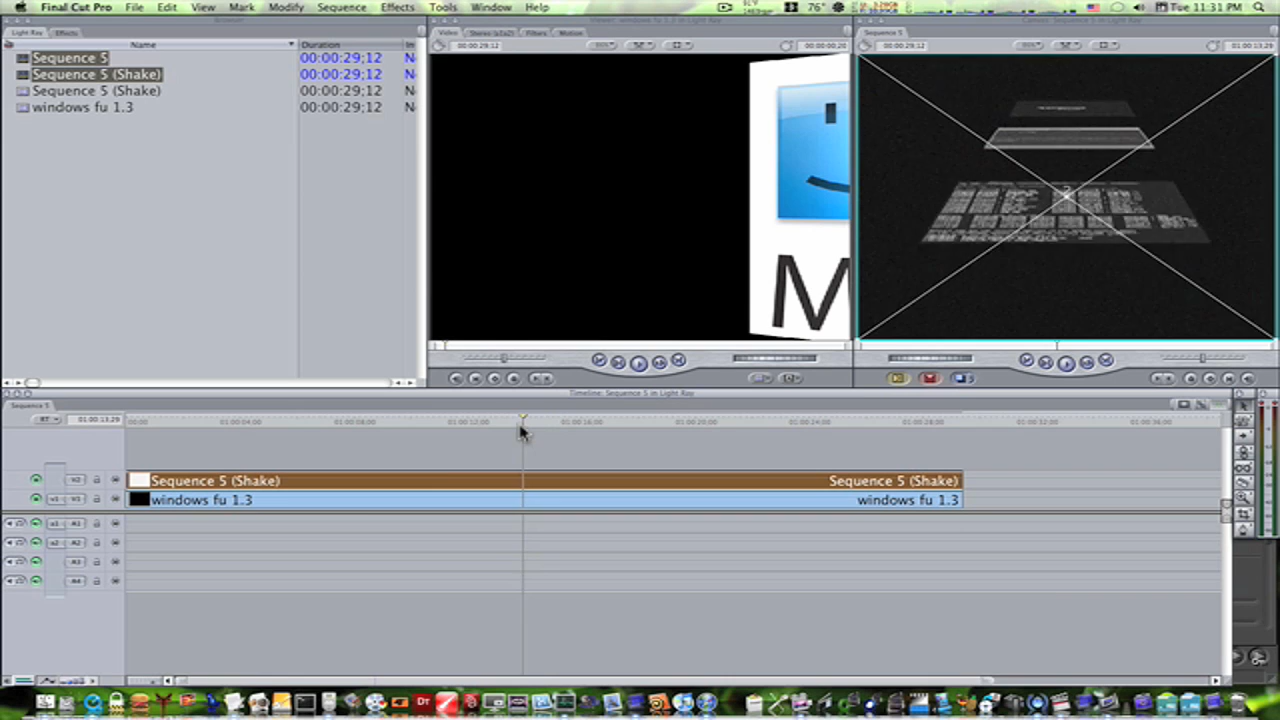 Final Cut Pro File Edit View Mark Modify Sequence Effects Tools Window Help 76° Tue 11:31 PM
Browser Viewer: windows fu 1.3 in Light Ray Canvas: Sequence 5 in Light Ray
Light Ray Effects Video Stereo (a1a2) Filters Motion Sequence 5
Name Duration In
00:00:29;12 00:00:00;20 00:00:29;12 01:00:13;29
Sequence 5 00:00:29;12 N
Sequence 5 (Shake) 00:00:29;12 N
Sequence 5 (Shake) 00:00:29;12 N
windows fu 1.3 00:00:29;12 N
M
Timeline: Sequence 5 in Light Ray
Sequence 5
RT 01:00:13;29 00:00 01:00:04;00 01:00:08;00 01:00:12;00 01:00:16;00 01:00:20;00 01:00:24;00 01:00:28;00 01:00:32;00 01:00:36;00
V2 Sequence 5 (Shake) Sequence 5 (Shake)
v1 V1 windows fu 1.3 windows fu 1.3
a1 A1
a2 A2
A3
A4